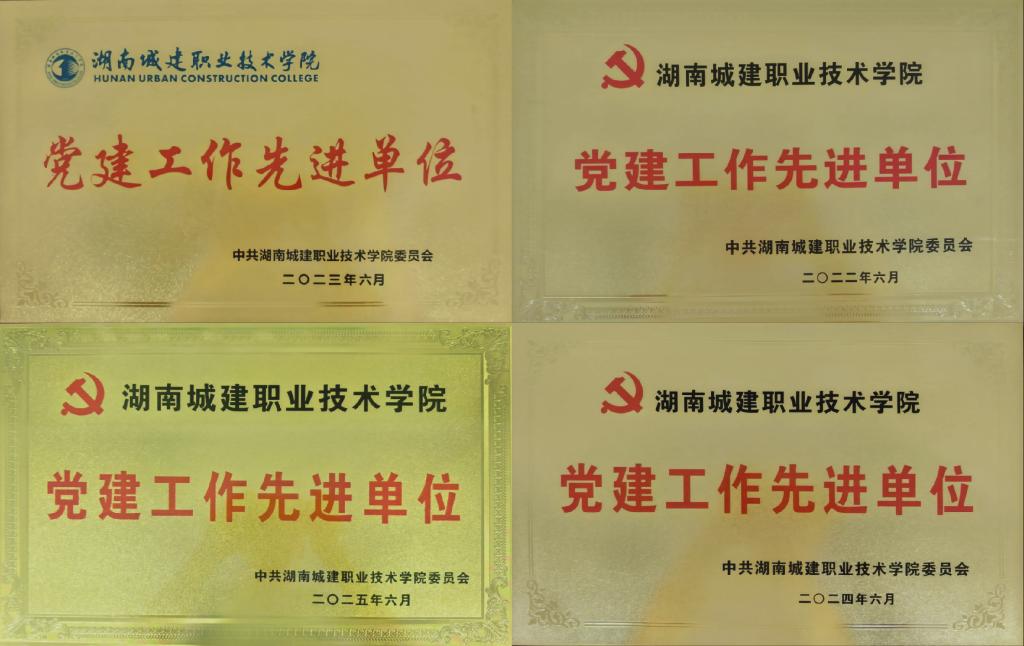 湖南城建职业技术学院
HUNAN URBAN CONSTRUCTION COLLEGE
党建工作先进单位
中共湖南城建职业技术学院委员会
二〇二三年六月
湖南城建职业技术学院
党建工作先进单位
中共湖南城建职业技术学院委员会
二〇二二年六月
湖南城建职业技术学院
党建工作先进单位
中共湖南城建职业技术学院委员会
二〇二五年六月
湖南城建职业技术学院
党建工作先进单位
中共湖南城建职业技术学院委员会
二〇二四年六月